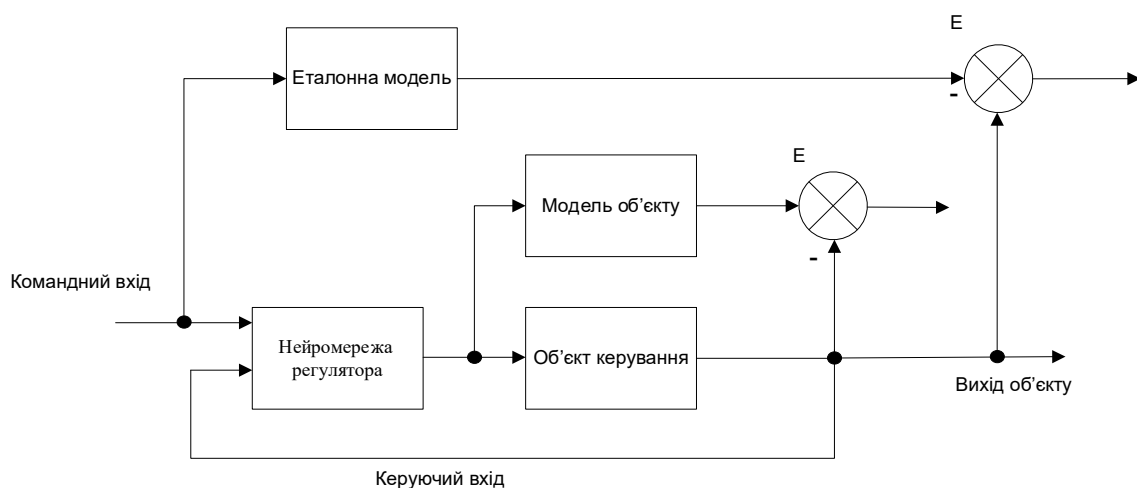 E
Еталонна модель
-
E
Модель об’єкту
-
Командний вхід
Нейромережа
регулятора
Об’єкт керування
Вихід об’єкту
Керуючий вхід